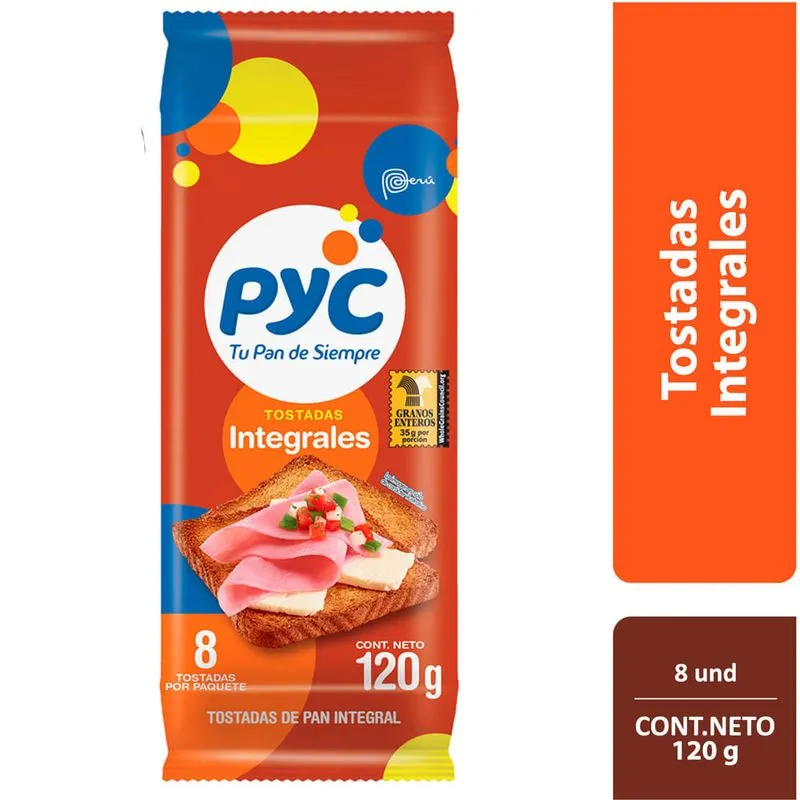 Perú
PYC
Tu Pan de Siempre
TOSTADAS
Integrales
GRANOS
ENTEROS
35 g por
porción
WholeGrainsCouncil.org
8
TOSTADAS
POR PAQUETE
CONT. NETO
120g
TOSTADAS DE PAN INTEGRAL
Tostadas
Integrales
8 und
CONT.NETO
120 g